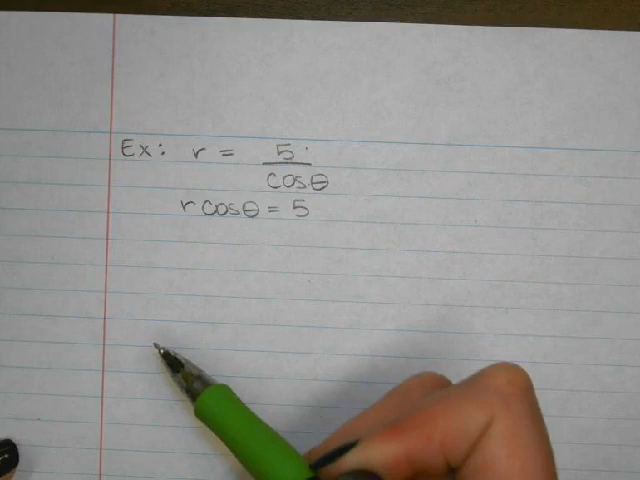 Ex: r = 5/cosθ
r cosθ = 5